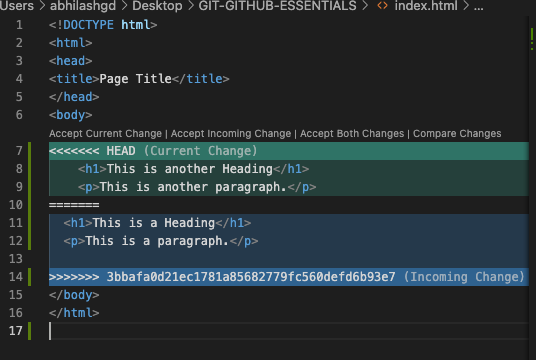 Users > abhilashgd > Desktop > GIT-GITHUB-ESSENTIALS > <> index.html > ...
1 <!DOCTYPE html>
2 <html>
3 <head>
4 <title>Page Title</title>
5 </head>
6 <body>
Accept Current Change | Accept Incoming Change | Accept Both Changes | Compare Changes
7 <<<<<<< HEAD (Current Change)
8     <h1>This is another Heading</h1>
9     <p>This is another paragraph.</p>
10 =======
11   <h1>This is a Heading</h1>
12   <p>This is a paragraph.</p>
13
14 >>>>>>> 3bbafa0d21ec1781a85682779fc560defd6b93e7 (Incoming Change)
15 </body>
16 </html>
17